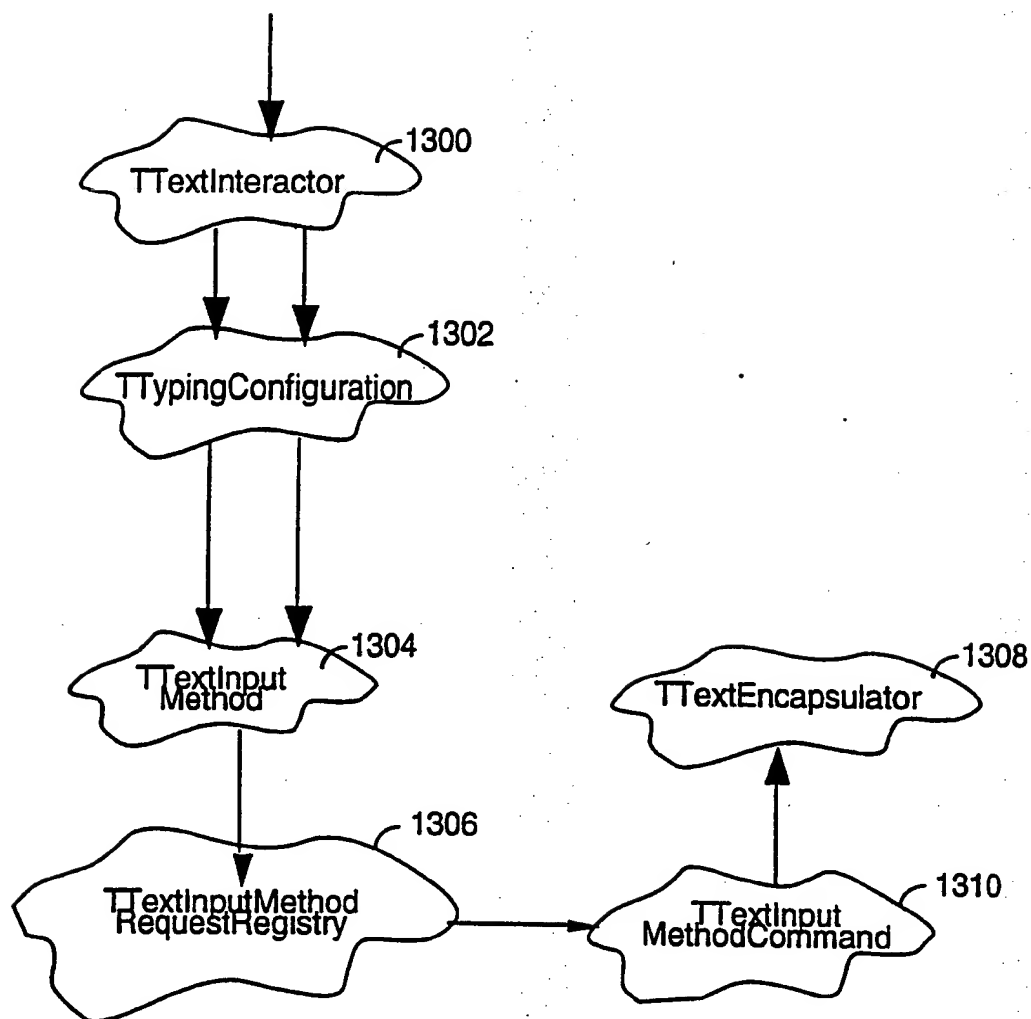 1300
TTextInteractor
1302
TTypingConfiguration
1304
TTextInput
Method
1308
TTextEncapsulator
1306
TTextInputMethod
RequestRegistry
1310
TTextInput
MethodCommand